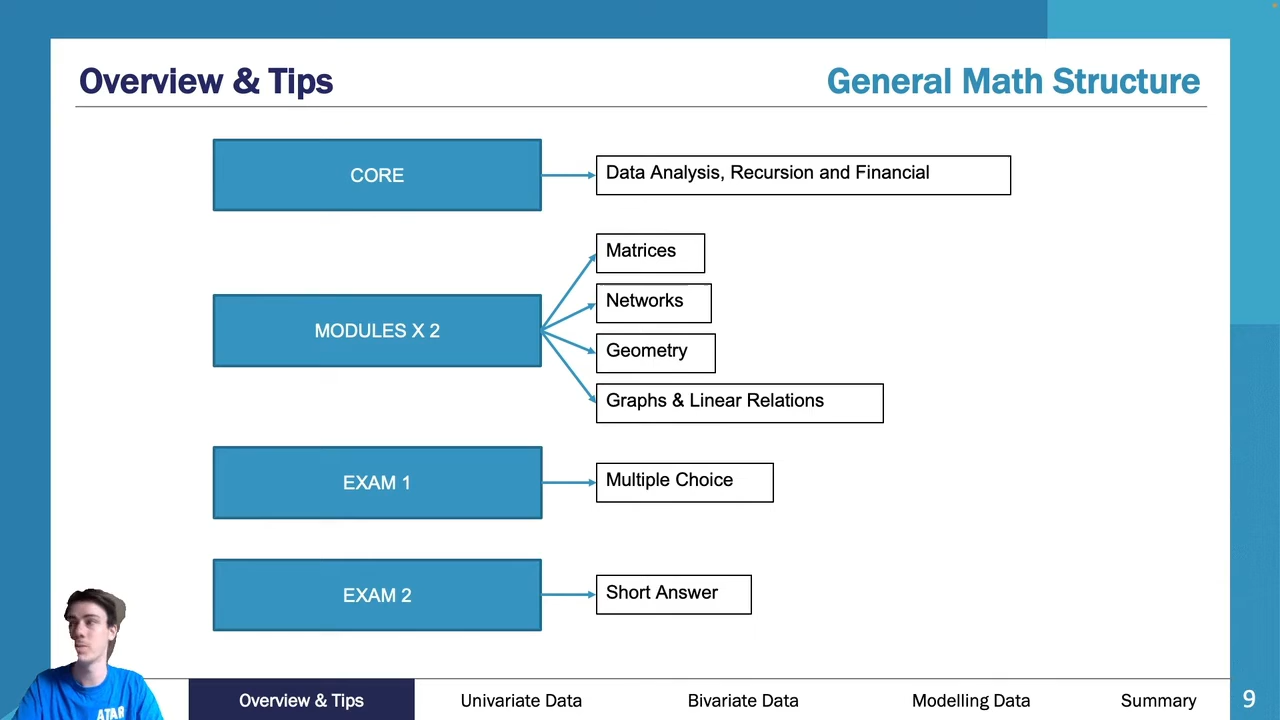 Overview & Tips
General Math Structure
CORE
Data Analysis, Recursion and Financial
MODULES X 2
Matrices
Networks
Geometry
Graphs & Linear Relations
EXAM 1
Multiple Choice
EXAM 2
Short Answer
ATAR
Overview & Tips
Univariate Data
Bivariate Data
Modelling Data
Summary
9